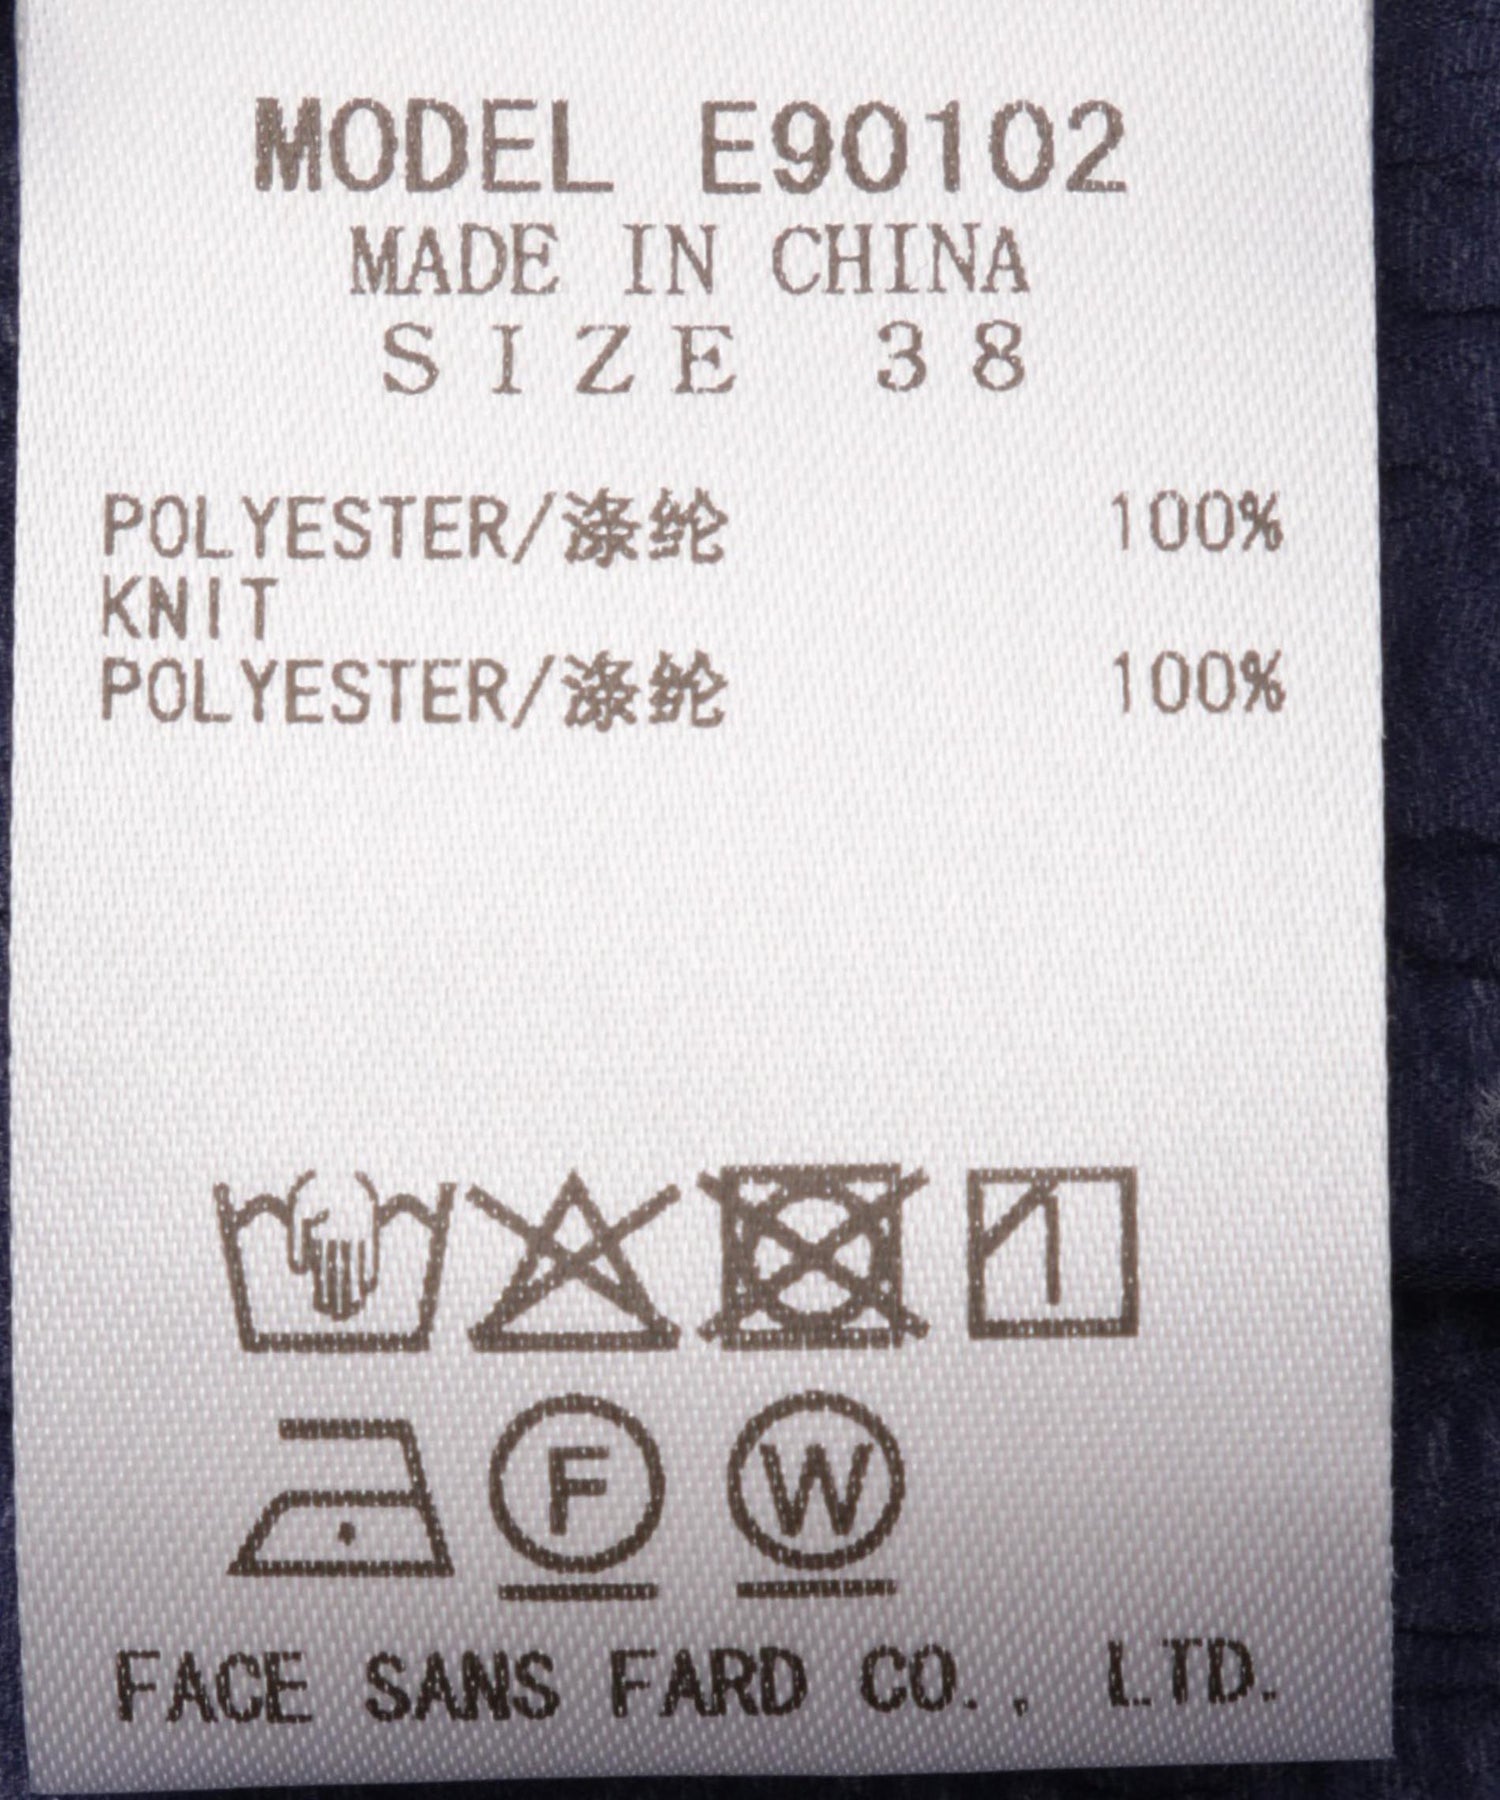 MODEL E90102
MADE IN CHINA
SIZE 38
POLYESTER/涤纶 100%
KNIT
POLYESTER/涤纶 100%
F W
FACE SANS FARD CO., LTD.